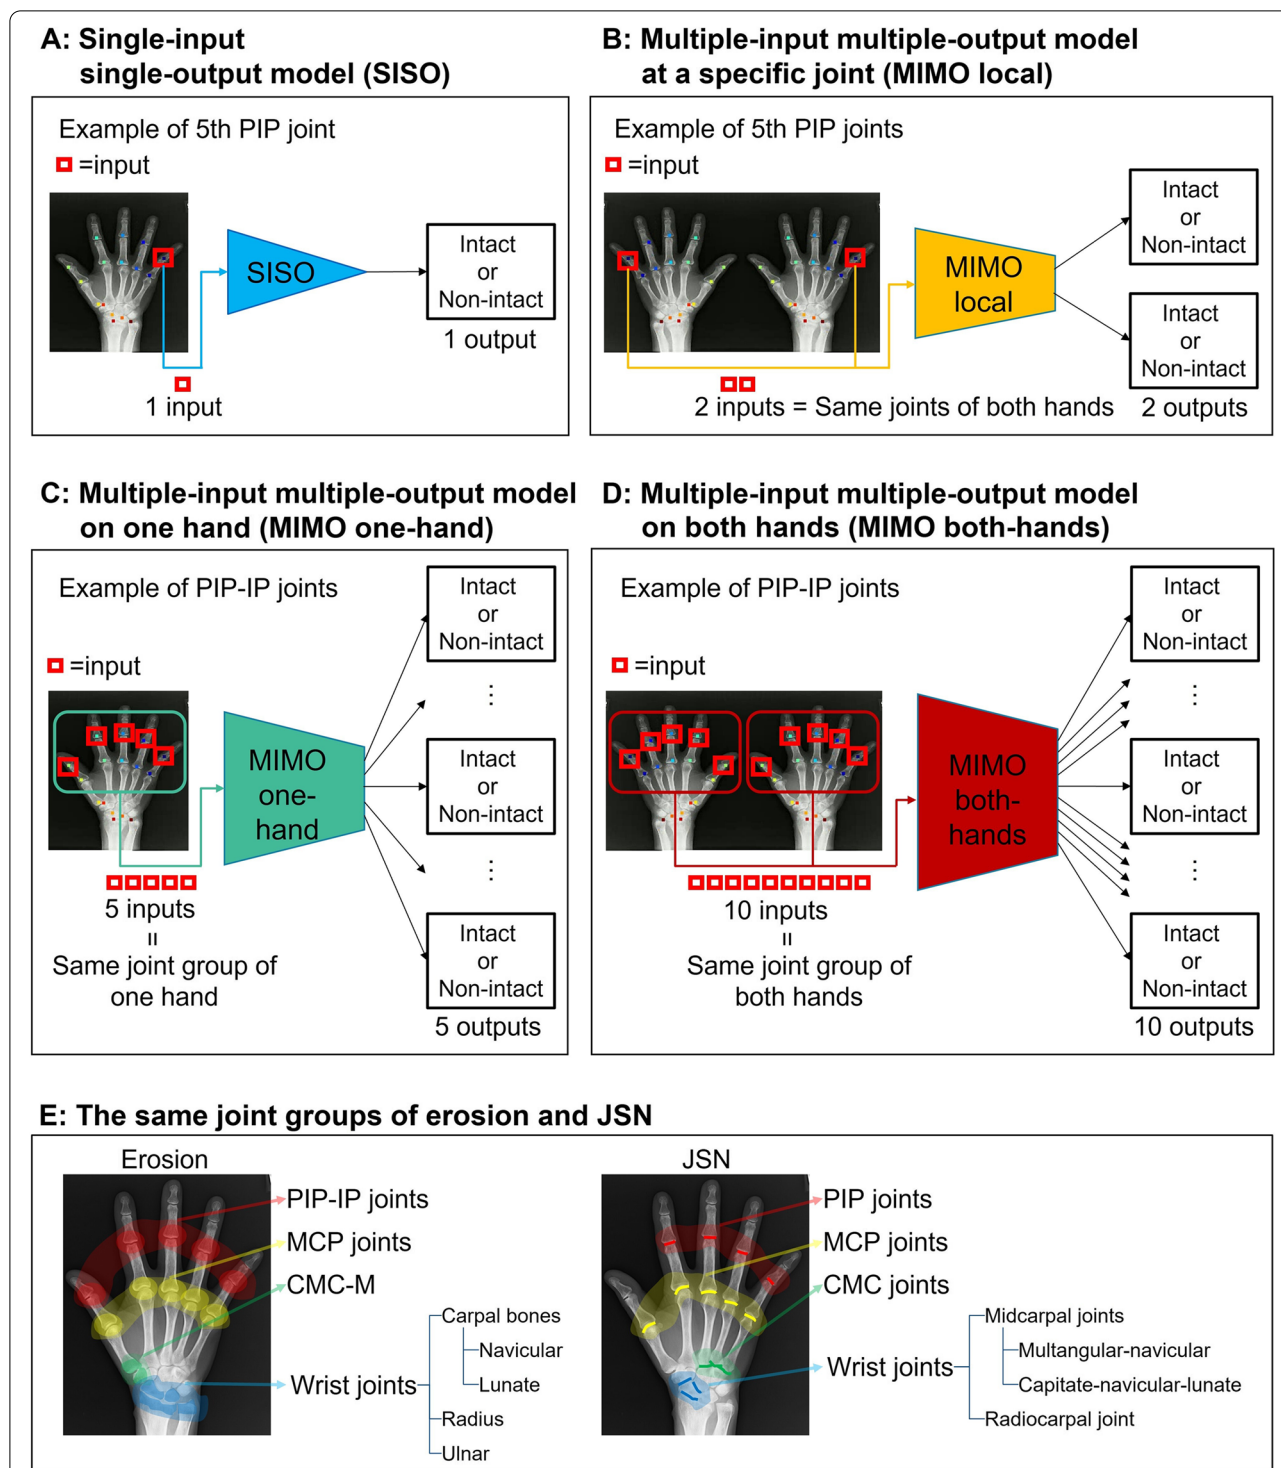 A: Single-input
single-output model (SISO)
Example of 5th PIP joint
=input
SISO
Intact
or
Non-intact
1 output
1 input
B: Multiple-input multiple-output model
at a specific joint (MIMO local)
Example of 5th PIP joints
=input
MIMO
local
Intact
or
Non-intact
Intact
or
Non-intact
2 inputs = Same joints of both hands
2 outputs
C: Multiple-input multiple-output model
on one hand (MIMO one-hand)
Example of PIP-IP joints
=input
MIMO
one-
hand
Intact
or
Non-intact
⋮
Intact
or
Non-intact
⋮
Intact
or
Non-intact
5 inputs
=
Same joint group of
one hand
5 outputs
D: Multiple-input multiple-output model
on both hands (MIMO both-hands)
Example of PIP-IP joints
=input
MIMO
both-
hands
Intact
or
Non-intact
⋮
Intact
or
Non-intact
⋮
Intact
or
Non-intact
10 inputs
=
Same joint group of
both hands
10 outputs
E: The same joint groups of erosion and JSN
Erosion
PIP-IP joints
MCP joints
CMC-M
Wrist joints
Carpal bones
Navicular
Lunate
Radius
Ulnar
JSN
PIP joints
MCP joints
CMC joints
Wrist joints
Midcarpal joints
Multangular-navicular
Capitate-navicular-lunate
Radiocarpal joint